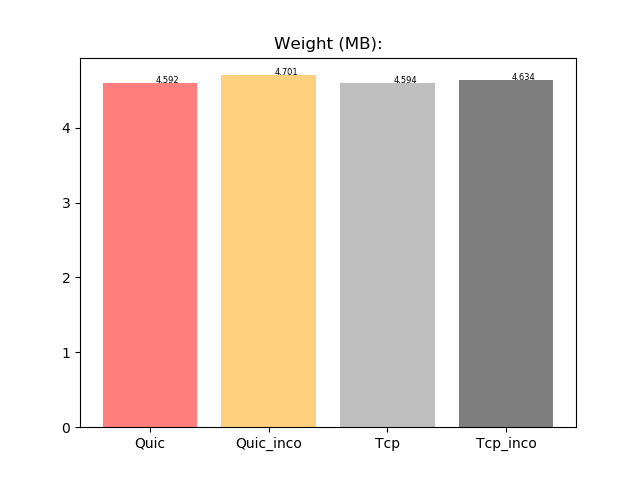 Weight (MB):
4.592
4.701
4.594
4.634
4
3
2
1
0
Quic
Quic_inco
Tcp
Tcp_inco